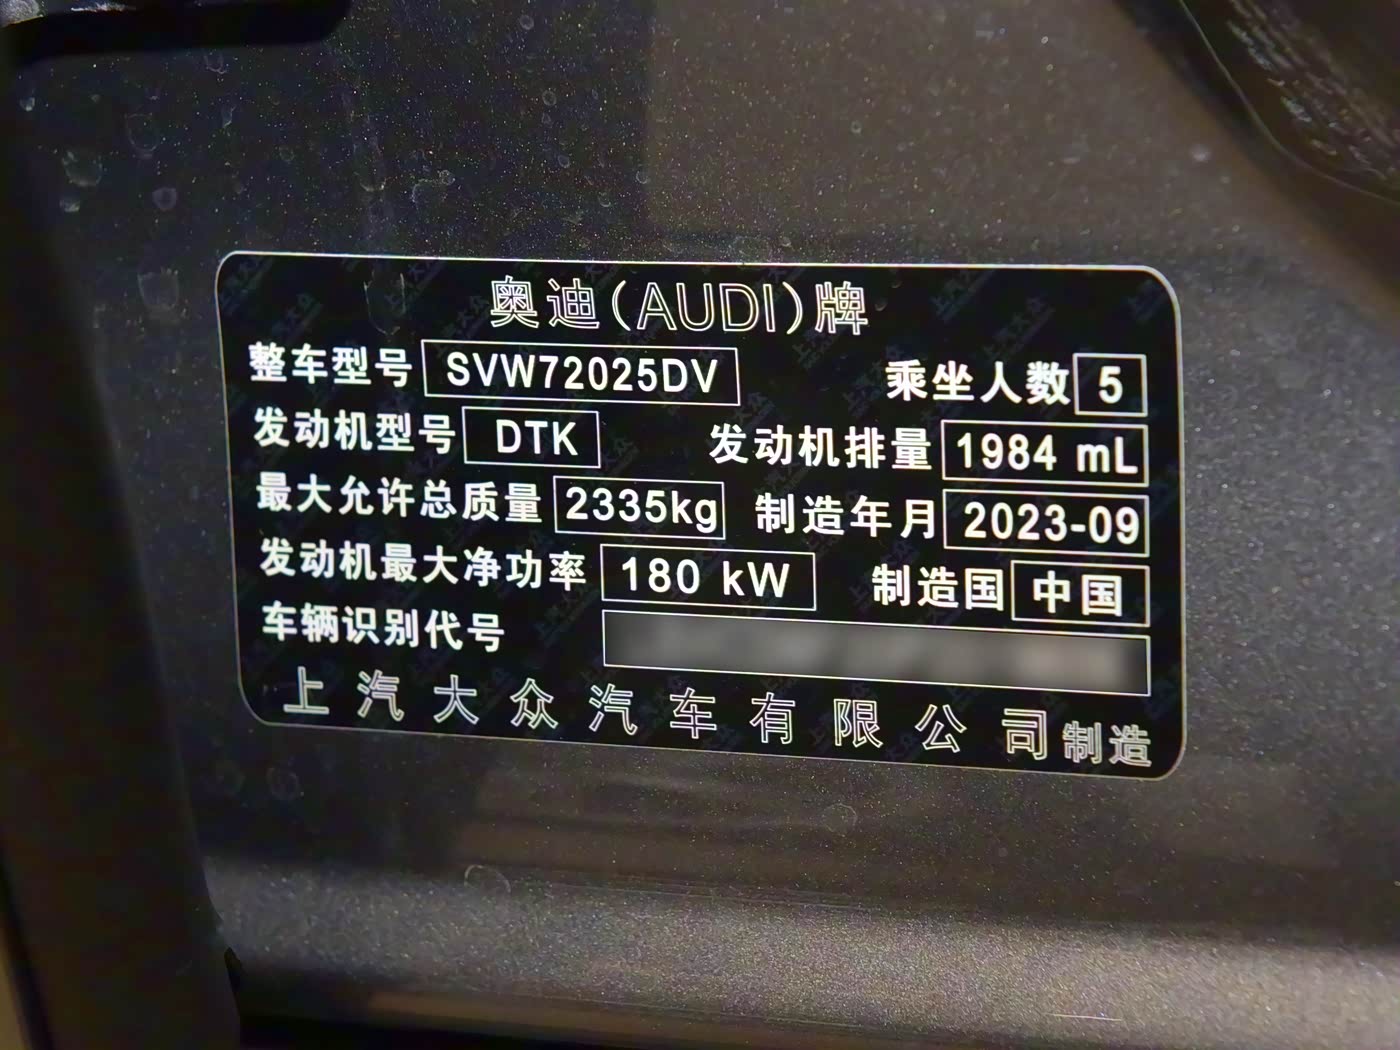 奥迪(AUDI)牌
整车型号 SVW72025DV 乘坐人数 5
发动机型号 DTK 发动机排量 1984 mL
最大允许总质量 2335kg 制造年月 2023-09
发动机最大净功率 180 kW 制造国 中国
车辆识别代号
上汽大众汽车有限公司制造